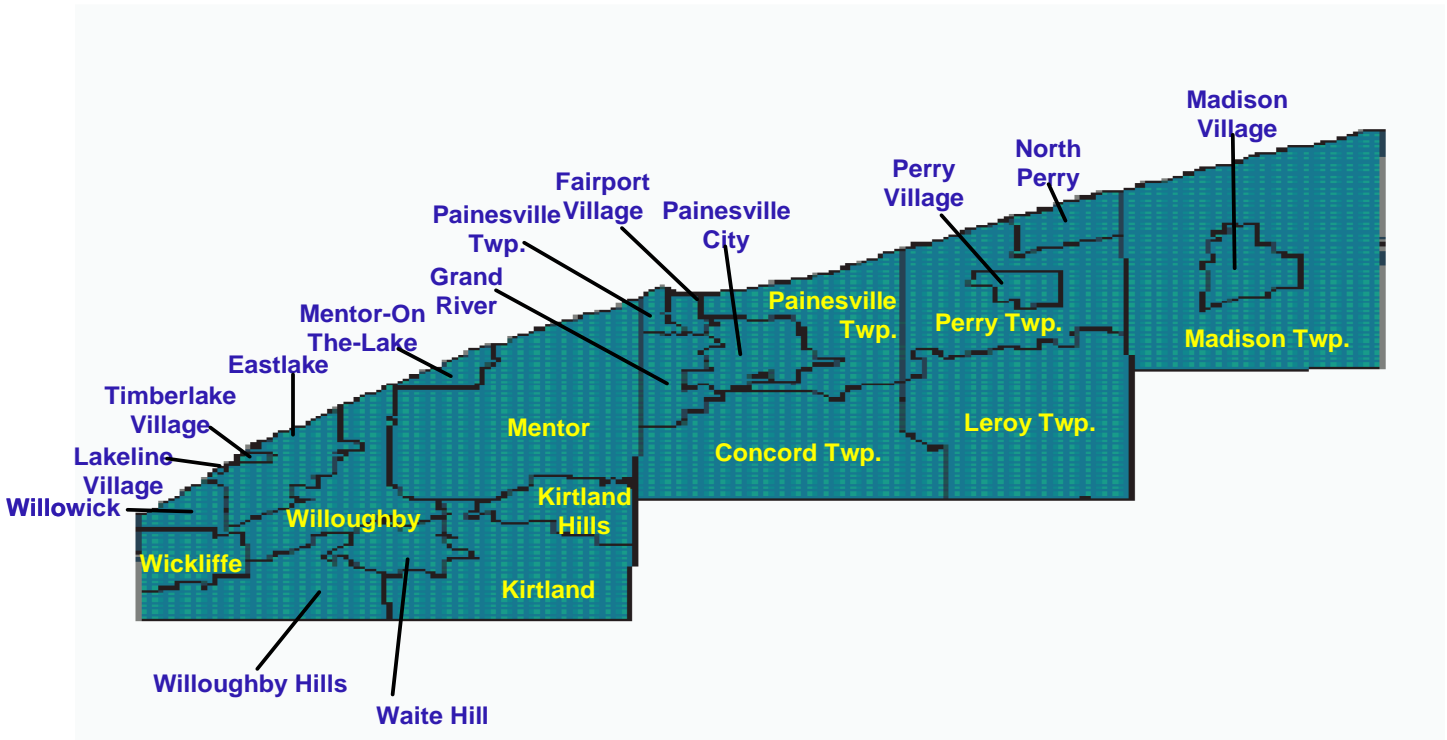 Madison
Village
North
Perry
Perry
Village
Fairport
Village
Painesville
City
Painesville
Twp.
Grand
River
Mentor-On
The-Lake
Eastlake
Timberlake
Village
Lakeline
Village
Willowick
Painesville
Twp.
Perry Twp.
Madison Twp.
Mentor
Concord Twp.
Leroy Twp.
Kirtland
Hills
Willoughby
Wickliffe
Kirtland
Willoughby Hills
Waite Hill